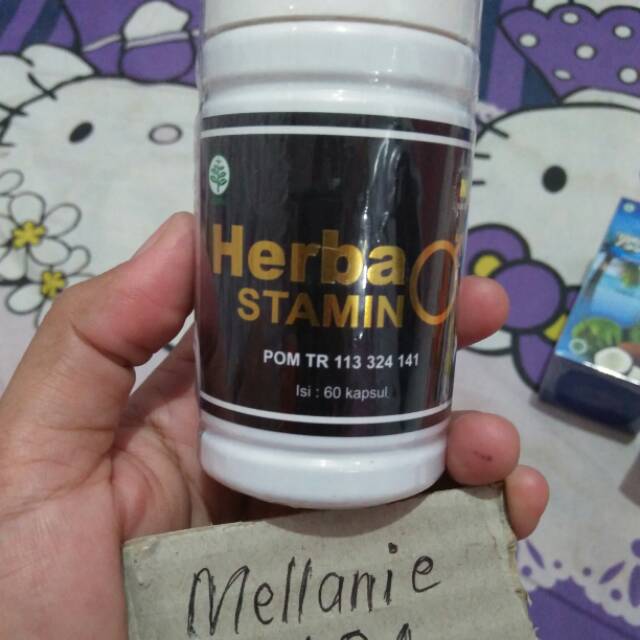 Herba
STAMIN
POM TR 113 324 141
Isi : 60 kapsul
Mellanie